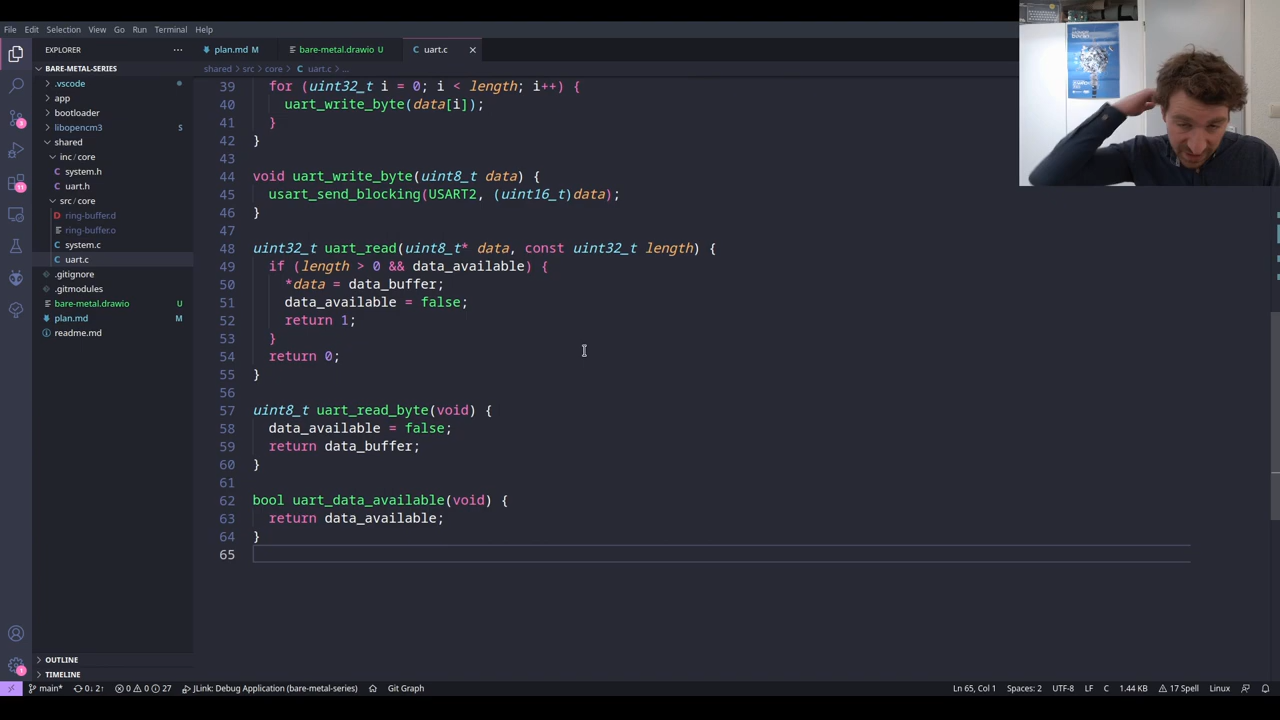 File Edit Selection View Go Run Terminal Help
EXPLORER
plan.md M
bare-metal.drawio U
uart.c
BARE-METAL-SERIES
shared src core uart.c ...
.vscode
app
bootloader
libopencm3 S
shared
inc/core
system.h
uart.h
src/core
ring-buffer.d
ring-buffer.o
system.c
uart.c
.gitignore
.gitmodules
bare-metal.drawio U
plan.md M
readme.md
OUTLINE
TIMELINE
39 for (uint32_t i = 0; i < length; i++) {
40 uart_write_byte(data[i]);
41 }
42 }
43
44 void uart_write_byte(uint8_t data) {
45 usart_send_blocking(USART2, (uint16_t)data);
46 }
47
48 uint32_t uart_read(uint8_t* data, const uint32_t length) {
49 if (length > 0 && data_available) {
50 *data = data_buffer;
51 data_available = false;
52 return 1;
53 }
54 return 0;
55 }
56
57 uint8_t uart_read_byte(void) {
58 data_available = false;
59 return data_buffer;
60 }
61
62 bool uart_data_available(void) {
63 return data_available;
64 }
65
main* 0↓ 2↑ 0 0 27 JLink: Debug Application (bare-metal-series) Git Graph Ln 65, Col 1 Spaces: 2 UTF-8 LF C 1.44 KB 17 Spell Linux